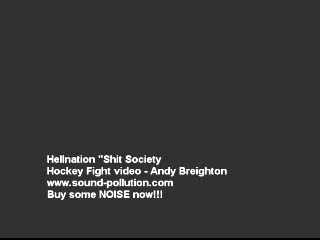 Hellnation "Shit Society
Hockey Fight video - Andy Breighton
www.sound-pollution.com
Buy some NOISE now!!!